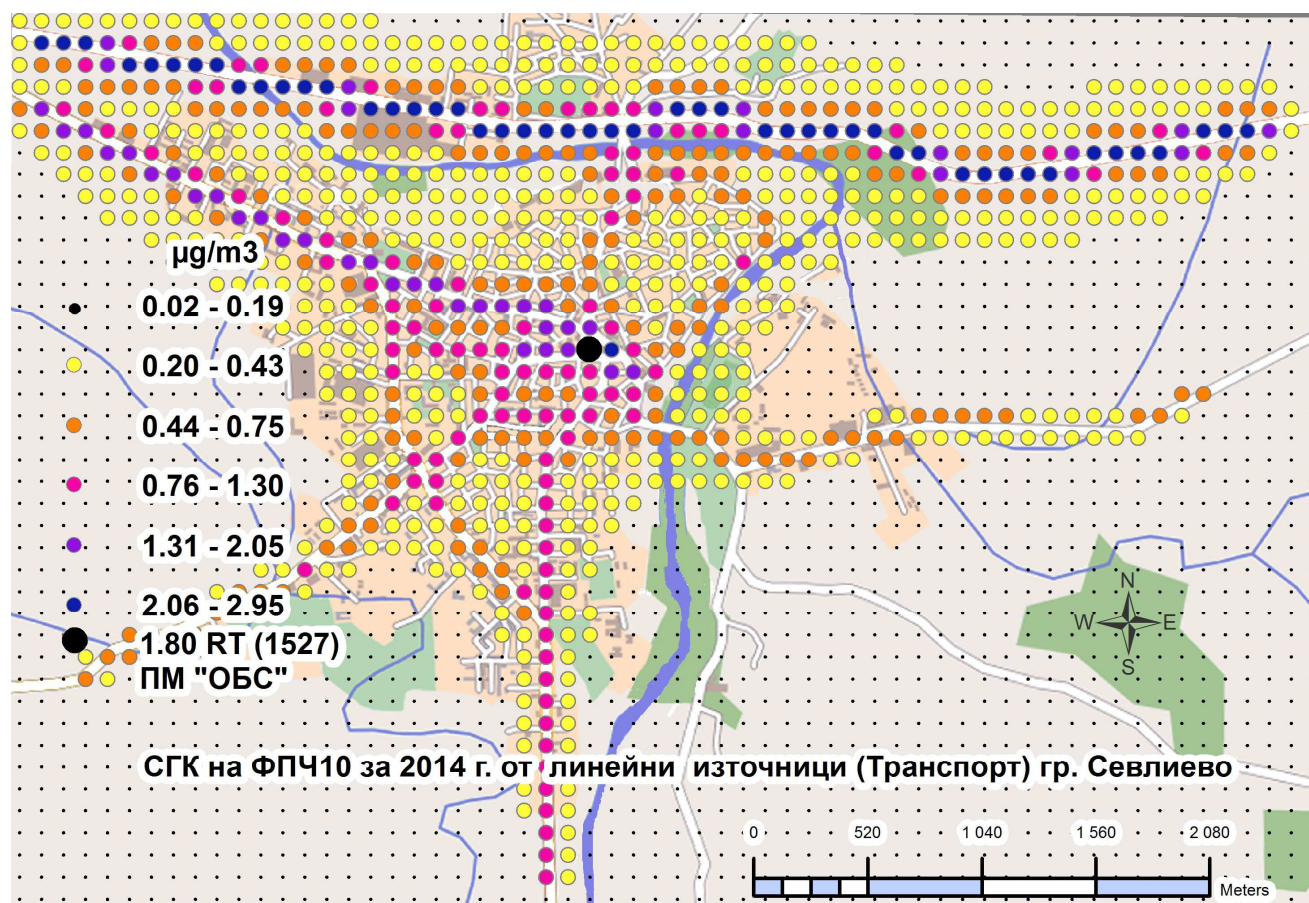 µg/m3
0.02 - 0.19
0.20 - 0.43
0.44 - 0.75
0.76 - 1.30
1.31 - 2.05
2.06 - 2.95
1.80 RT (1527)
ПМ "ОБС"
N
W E
S
СГК на ФПЧ10 за 2014 г. от линейни източници (Транспорт) гр. Севлиево
0 520 1 040 1 560 2 080
Meters